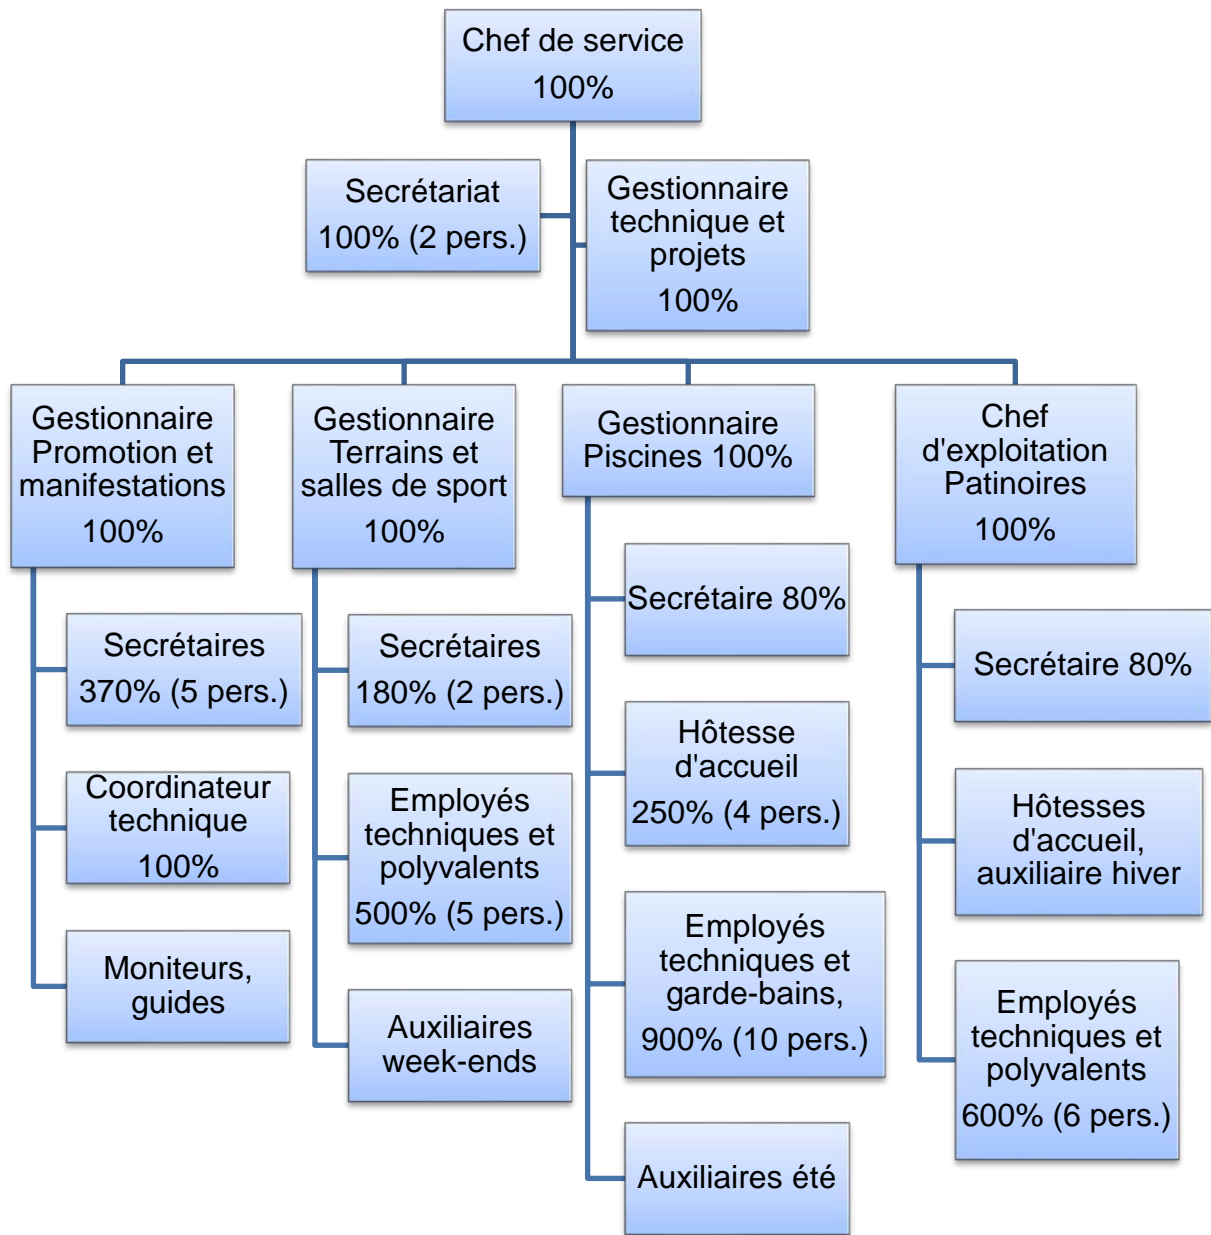 Chef de service
100%
Secrétariat
100% (2 pers.)
Gestionnaire
technique et
projets
100%
Gestionnaire
Promotion et
manifestations
100%
Secrétaires
370% (5 pers.)
Coordinateur
technique
100%
Moniteurs,
guides
Gestionnaire
Terrains et
salles de sport
100%
Secrétaires
180% (2 pers.)
Employés
techniques et
polyvalents
500% (5 pers.)
Auxiliaires
week-ends
Gestionnaire
Piscines 100%
Secrétaire 80%
Hôtesse
d'accueil
250% (4 pers.)
Employés
techniques et
garde-bains,
900% (10 pers.)
Auxiliaires été
Chef
d'exploitation
Patinoires
100%
Secrétaire 80%
Hôtesses
d'accueil,
auxiliaire hiver
Employés
techniques et
polyvalents
600% (6 pers.)